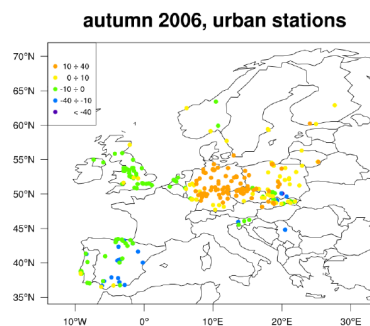 autumn 2006, urban stations
70°N
65°N
60°N
55°N
50°N
45°N
40°N
35°N
10 ÷ 40
0 ÷ 10
-10 ÷ 0
-40 ÷ -10
< -40
10°W 0° 10°E 20°E 30°E